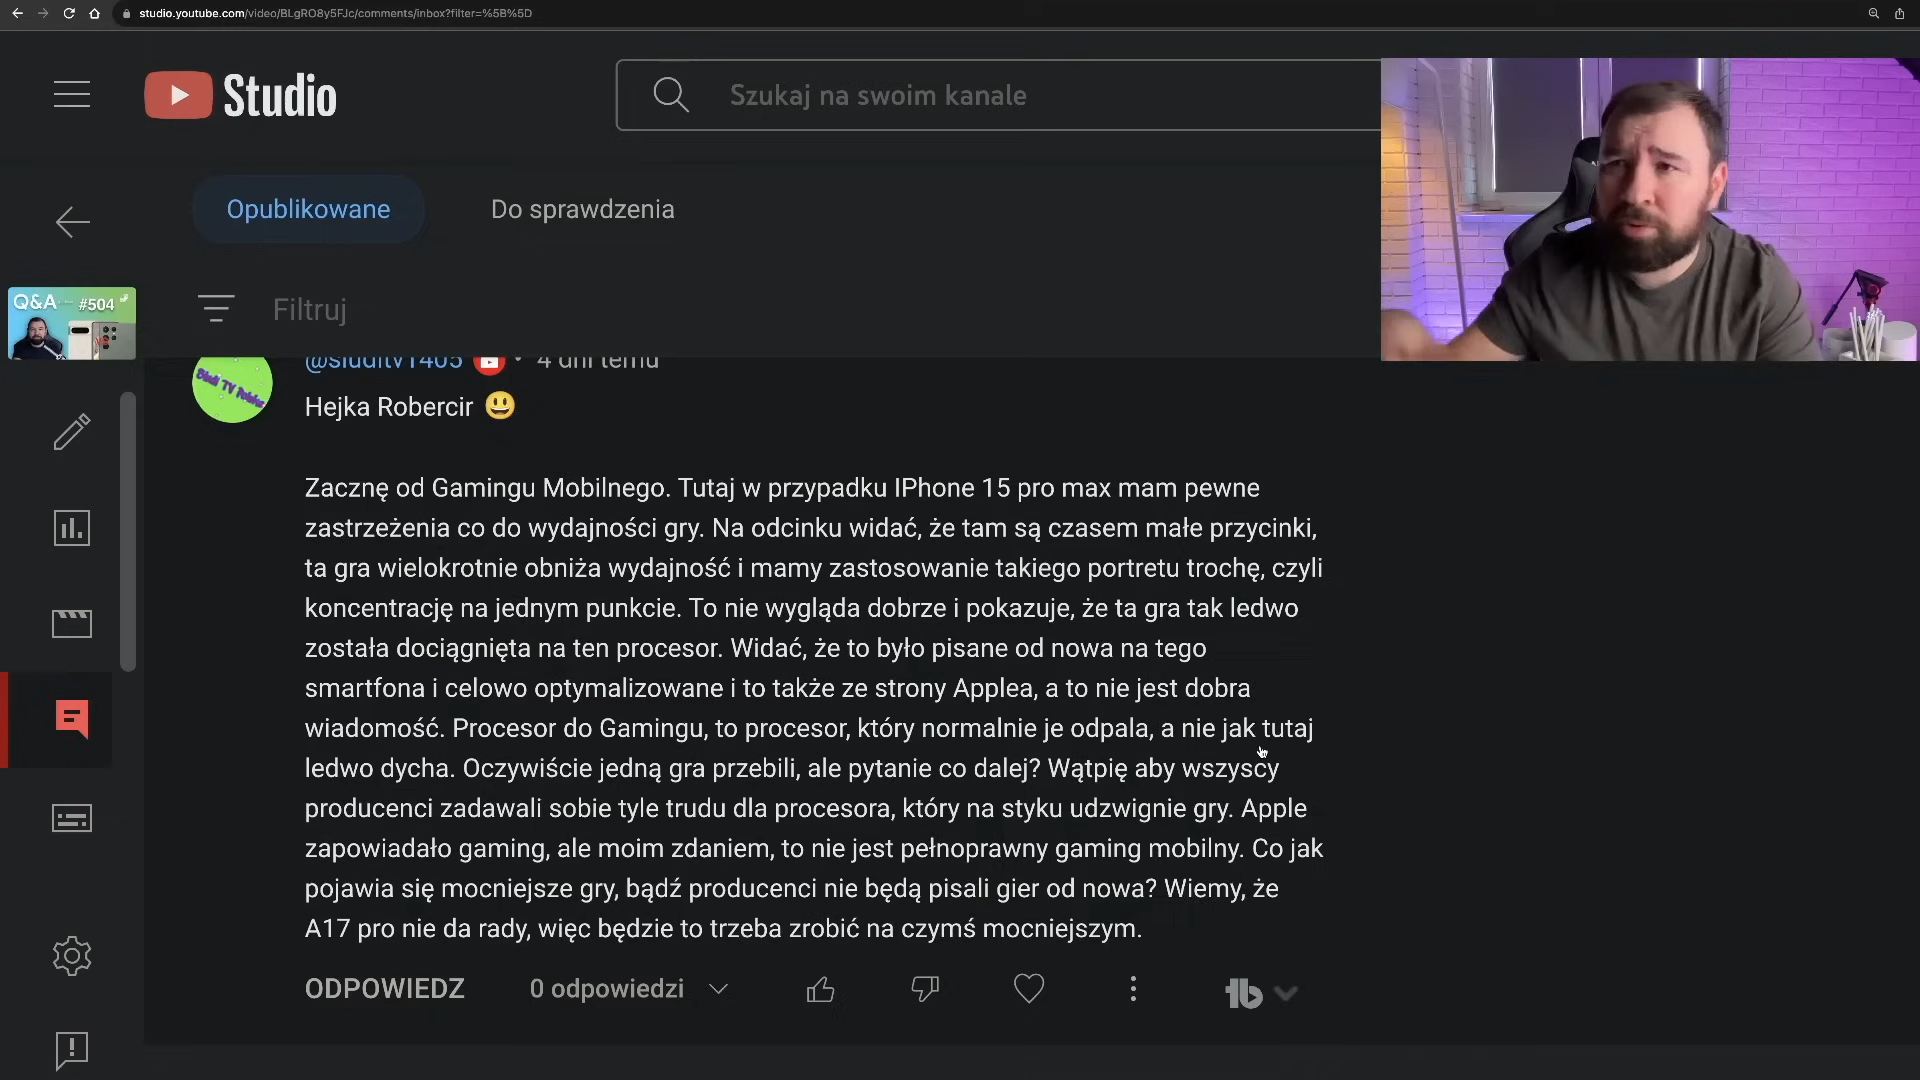 studio.youtube.com/video/BLgRO8y5FJc/comments/inbox?filter=%5B%5D
Studio
Szukaj na swoim kanale
Opublikowane
Do sprawdzenia
Q&A #504
Filtruj
@sluditv1405 • 4 dni temu
Hejka Robercir 😃
Zacznę od Gamingu Mobilnego. Tutaj w przypadku IPhone 15 pro max mam pewne
zastrzeżenia co do wydajności gry. Na odcinku widać, że tam są czasem małe przycinki,
ta gra wielokrotnie obniża wydajność i mamy zastosowanie takiego portretu trochę, czyli
koncentrację na jednym punkcie. To nie wygląda dobrze i pokazuje, że ta gra tak ledwo
została dociągnięta na ten procesor. Widać, że to było pisane od nowa na tego
smartfona i celowo optymalizowane i to także ze strony Applea, a to nie jest dobra
wiadomość. Procesor do Gamingu, to procesor, który normalnie je odpala, a nie jak tutaj
ledwo dycha. Oczywiście jedną gra przebili, ale pytanie co dalej? Wątpię aby wszyscy
producenci zadawali sobie tyle trudu dla procesora, który na styku udzwignie gry. Apple
zapowiadało gaming, ale moim zdaniem, to nie jest pełnoprawny gaming mobilny. Co jak
pojawia się mocniejsze gry, bądź producenci nie będą pisali gier od nowa? Wiemy, że
A17 pro nie da rady, więc będzie to trzeba zrobić na czymś mocniejszym.
ODPOWIEDZ
0 odpowiedzi